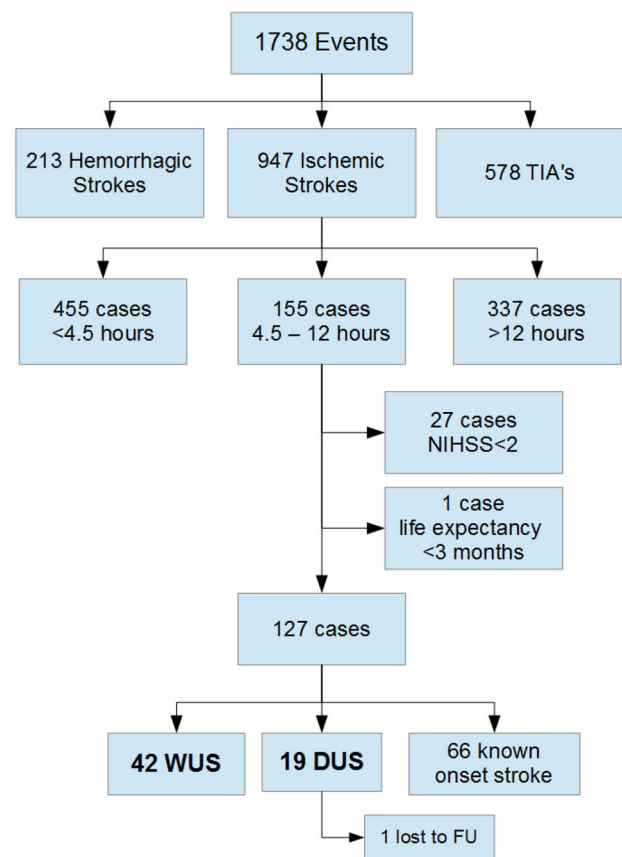 1738 Events
213 Hemorrhagic
Strokes
947 Ischemic
Strokes
578 TIA's
455 cases
<4.5 hours
155 cases
4.5 – 12 hours
337 cases
>12 hours
27 cases
NIHSS<2
1 case
life expectancy
<3 months
127 cases
42 WUS
19 DUS
66 known
onset stroke
1 lost to FU